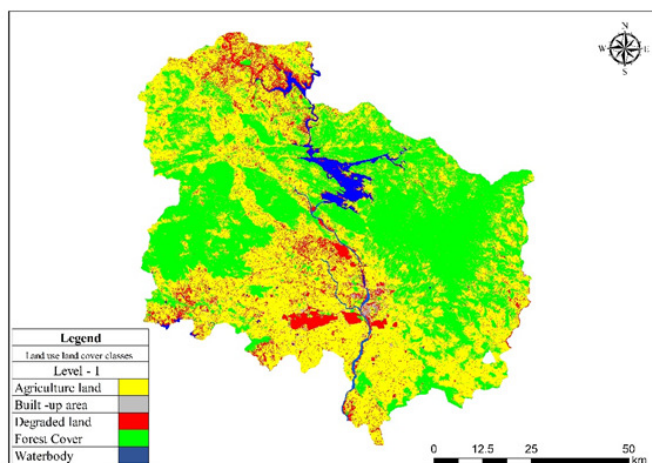 N
W E
S
Legend
Land use land cover classes
Level - 1
Agriculture land
Built -up area
Degraded land
Forest Cover
Waterbody
0 12.5 25 50
km